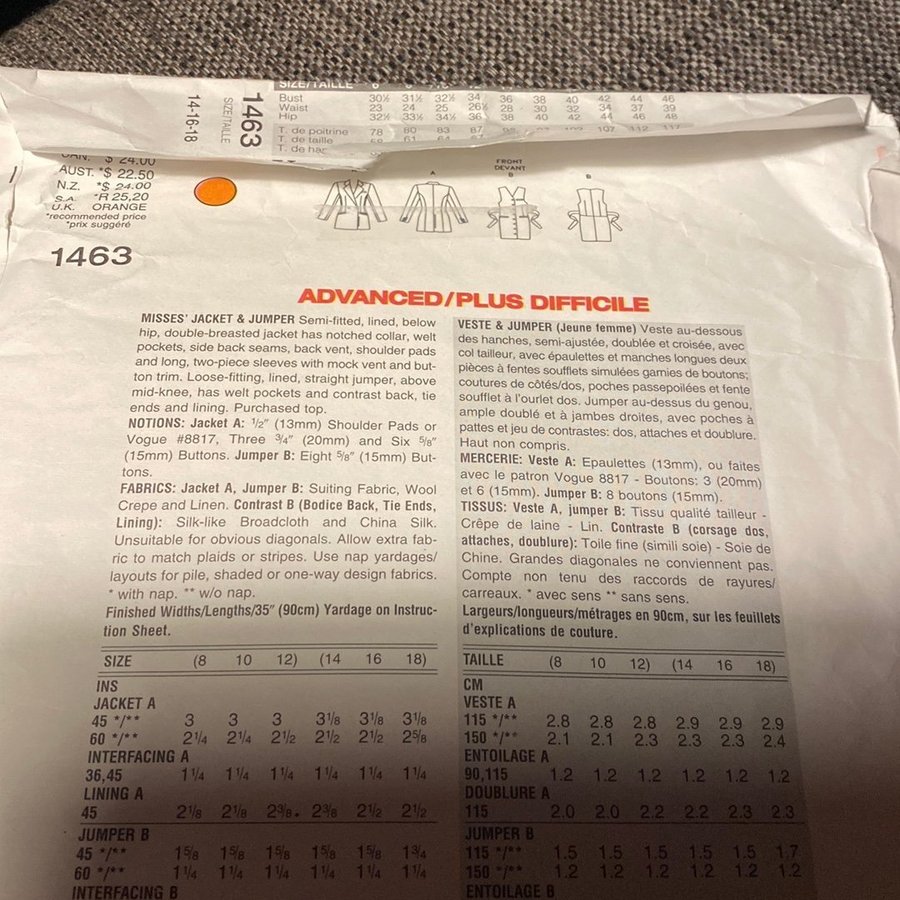 SIZE/TAILLE 6
Bust 30½ 31½ 32½ 34 36 38 40 42 44 46
Waist 23 24 25 26½ 28 30 32 34 37 39
Hip 32½ 33½ 34½ 36 38 40 42 44 46 48
T. de poitrine 78 80 83 87 107 112 117
T. de taille
T. de hac
1463
SIZE/TAILLE
14-16-18
CAN. $ 24.00
AUST. *$ 22.50
N.Z. *$ 24.00
S.A. *R 25,20
U.K. ORANGE
*recommended price
*prix suggéré
1463
FRONT
DEVANT
A B B
ADVANCED/PLUS DIFFICILE
MISSES' JACKET & JUMPER Semi-fitted, lined, below
hip, double-breasted jacket has notched collar, welt
pockets, side back seams, back vent, shoulder pads
and long, two-piece sleeves with mock vent and but-
ton trim. Loose-fitting, lined, straight jumper, above
mid-knee, has welt pockets and contrast back, tie
ends and lining. Purchased top.
NOTIONS: Jacket A: ½" (13mm) Shoulder Pads or
Vogue #8817, Three ¾" (20mm) and Six ⅝"
(15mm) Buttons. Jumper B: Eight ⅝" (15mm) But-
tons.
FABRICS: Jacket A, Jumper B: Suiting Fabric, Wool
Crepe and Linen. Contrast B (Bodice Back, Tie Ends,
Lining): Silk-like Broadcloth and China Silk.
Unsuitable for obvious diagonals. Allow extra fab-
ric to match plaids or stripes. Use nap yardages/
layouts for pile, shaded or one-way design fabrics.
* with nap. ** w/o nap.
Finished Widths/Lengths/35" (90cm) Yardage on Instruc-
tion Sheet.
SIZE (8 10 12) (14 16 18)
INS
JACKET A
45 */** 3 3 3 3⅛ 3⅛ 3⅛
60 */** 2¼ 2¼ 2½ 2½ 2½ 2⅝
INTERFACING A
36,45 1¼ 1¼ 1¼ 1¼ 1¼ 1¼
LINING A
45 2⅛ 2⅛ 2⅜ 2⅜ 2½ 2½
JUMPER B
45 */** 1⅝ 1⅝ 1⅝ 1⅝ 1⅝ 1¾
60 */** 1¼ 1¼ 1¼ 1¼ 1¼ 1¼
INTERFACING B
VESTE & JUMPER (Jeune femme) Veste au-dessous
des hanches, semi-ajustée, doublée et croisée, avec
col tailleur, avec épaulettes et manches longues deux
pièces à fentes soufflets simulées garnies de boutons;
coutures de côtés/dos, poches passepoilées et fente
soufflet à l'ourlet dos. Jumper au-dessus du genou,
ample doublé et à jambes droites, avec poches à
pattes et jeu de contrastes: dos, attaches et doublure.
Haut non compris.
MERCERIE: Veste A: Epaulettes (13mm), ou faites
avec le patron Vogue 8817 - Boutons: 3 (20mm)
et 6 (15mm). Jumper B: 8 boutons (15mm).
TISSUS: Veste A, jumper B: Tissu qualité tailleur -
Crêpe de laine - Lin. Contraste B (corsage dos,
attaches, doublure): Toile fine (simili soie) - Soie de
Chine. Grandes diagonales ne conviennent pas.
Compte non tenu des raccords de rayures/
carreaux. * avec sens ** sans sens.
Largeurs/longueurs/métrages en 90cm, sur les feuillets
d'explications de couture.
TAILLE (8 10 12) (14 16 18)
CM
VESTE A
115 */** 2.8 2.8 2.8 2.9 2.9 2.9
150 */** 2.1 2.1 2.3 2.3 2.3 2.4
ENTOILAGE A
90,115 1.2 1.2 1.2 1.2 1.2 1.2
DOUBLURE A
115 2.0 2.0 2.2 2.2 2.3 2.3
JUMPER B
115 */** 1.5 1.5 1.5 1.5 1.5 1.7
150 */** 1.2 1.2 1.2 1.2 1.2 1.2
ENTOILAGE B